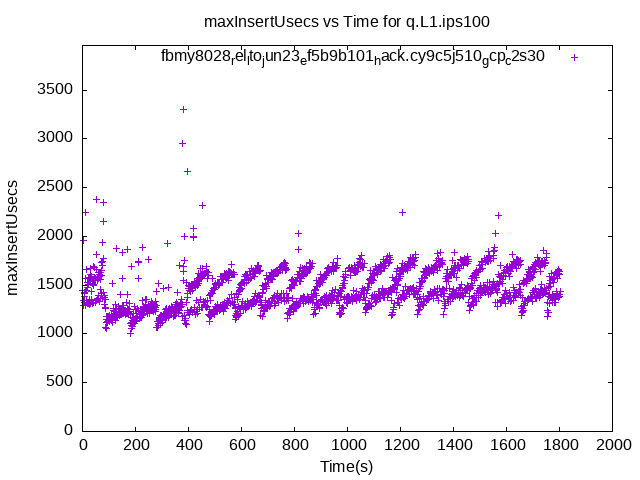 maxInsertUsecs vs Time for q.L1.ips100
fbmy8028relltojun23ef5b9b101hack.cy9c5j510gcpc2s30
maxInsertUsecs
3500
3000
2500
2000
1500
1000
500
0
0 200 400 600 800 1000 1200 1400 1600 1800 2000
Time(s)